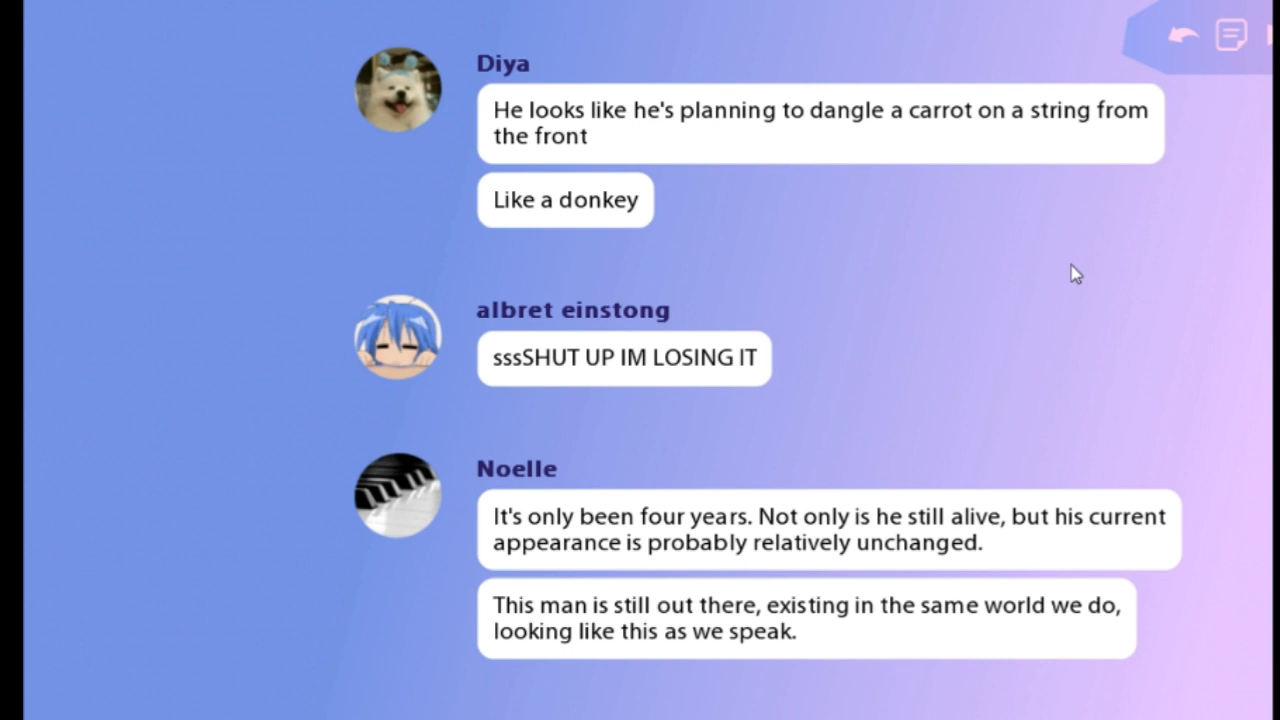 Diya
He looks like he's planning to dangle a carrot on a string from
the front
Like a donkey
albret einstong
sssSHUT UP IM LOSING IT
Noelle
It's only been four years. Not only is he still alive, but his current
appearance is probably relatively unchanged.
This man is still out there, existing in the same world we do,
looking like this as we speak.